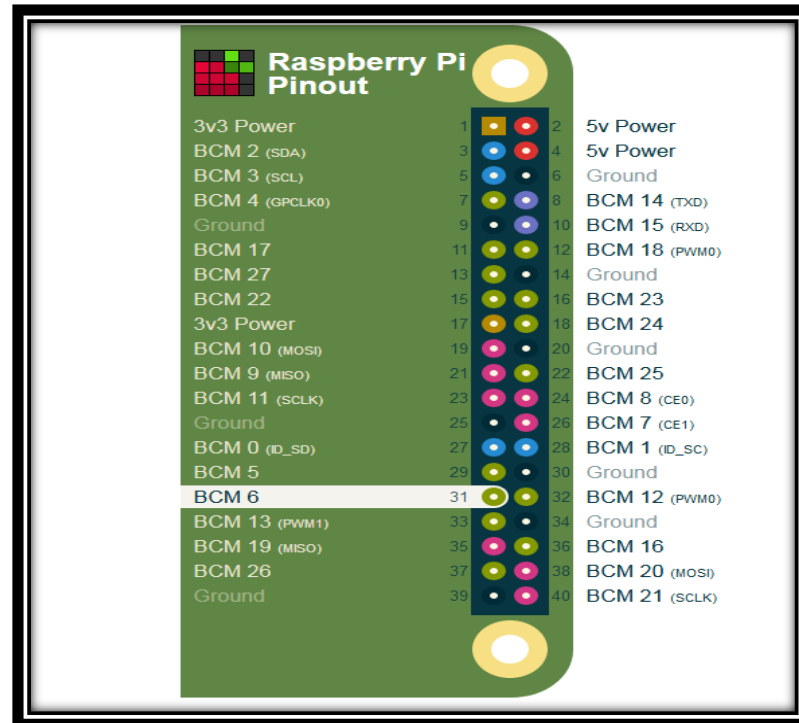 Raspberry Pi
Pinout
3v3 Power 1 2 5v Power
BCM 2 (SDA) 3 4 5v Power
BCM 3 (SCL) 5 6 Ground
BCM 4 (GPCLK0) 7 8 BCM 14 (TXD)
Ground 9 10 BCM 15 (RXD)
BCM 17 11 12 BCM 18 (PWM0)
BCM 27 13 14 Ground
BCM 22 15 16 BCM 23
3v3 Power 17 18 BCM 24
BCM 10 (MOSI) 19 20 Ground
BCM 9 (MISO) 21 22 BCM 25
BCM 11 (SCLK) 23 24 BCM 8 (CE0)
Ground 25 26 BCM 7 (CE1)
BCM 0 (ID_SD) 27 28 BCM 1 (ID_SC)
BCM 5 29 30 Ground
BCM 6 31 32 BCM 12 (PWM0)
BCM 13 (PWM1) 33 34 Ground
BCM 19 (MISO) 35 36 BCM 16
BCM 26 37 38 BCM 20 (MOSI)
Ground 39 40 BCM 21 (SCLK)